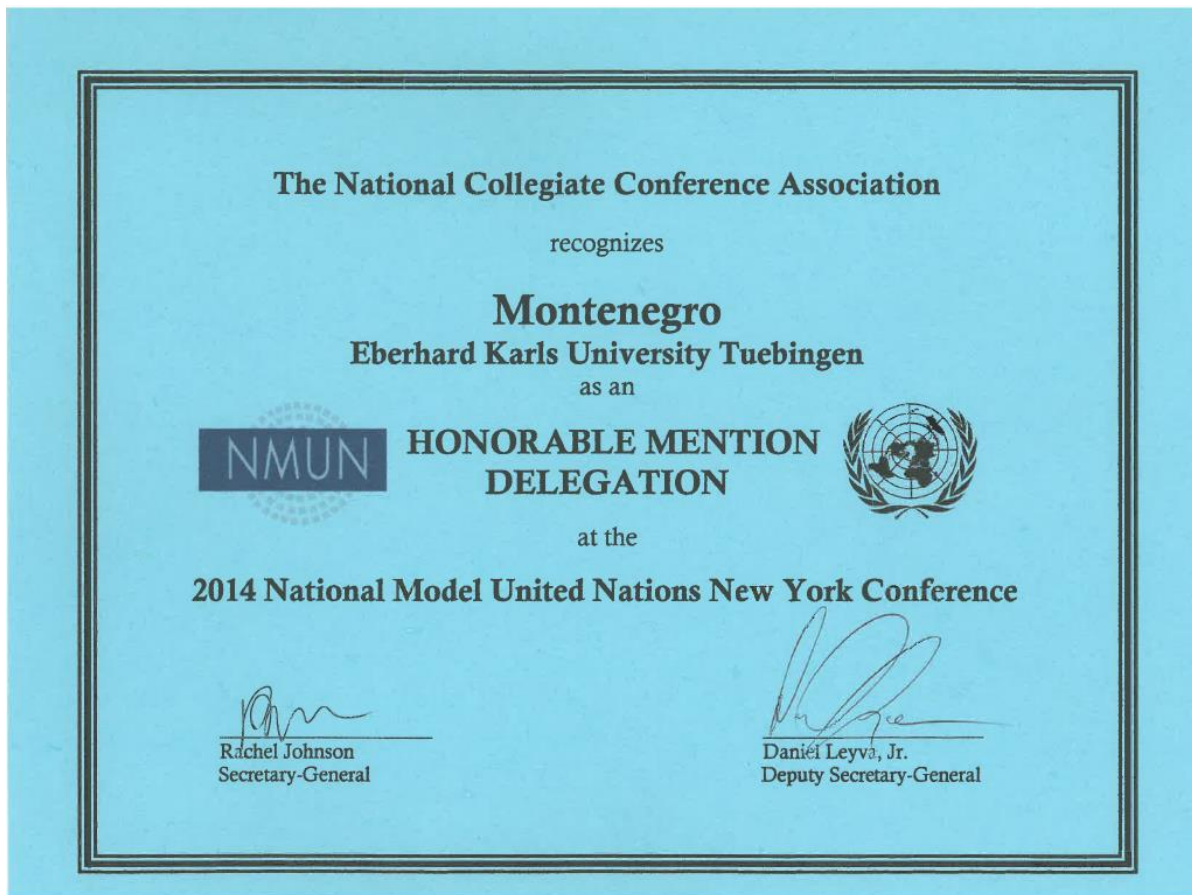 The National Collegiate Conference Association
recognizes
Montenegro
Eberhard Karls University Tuebingen
as an
NMUN
HONORABLE MENTION
DELEGATION
at the
2014 National Model United Nations New York Conference
Rachel Johnson
Secretary-General
Daniel Leyva, Jr.
Deputy Secretary-General